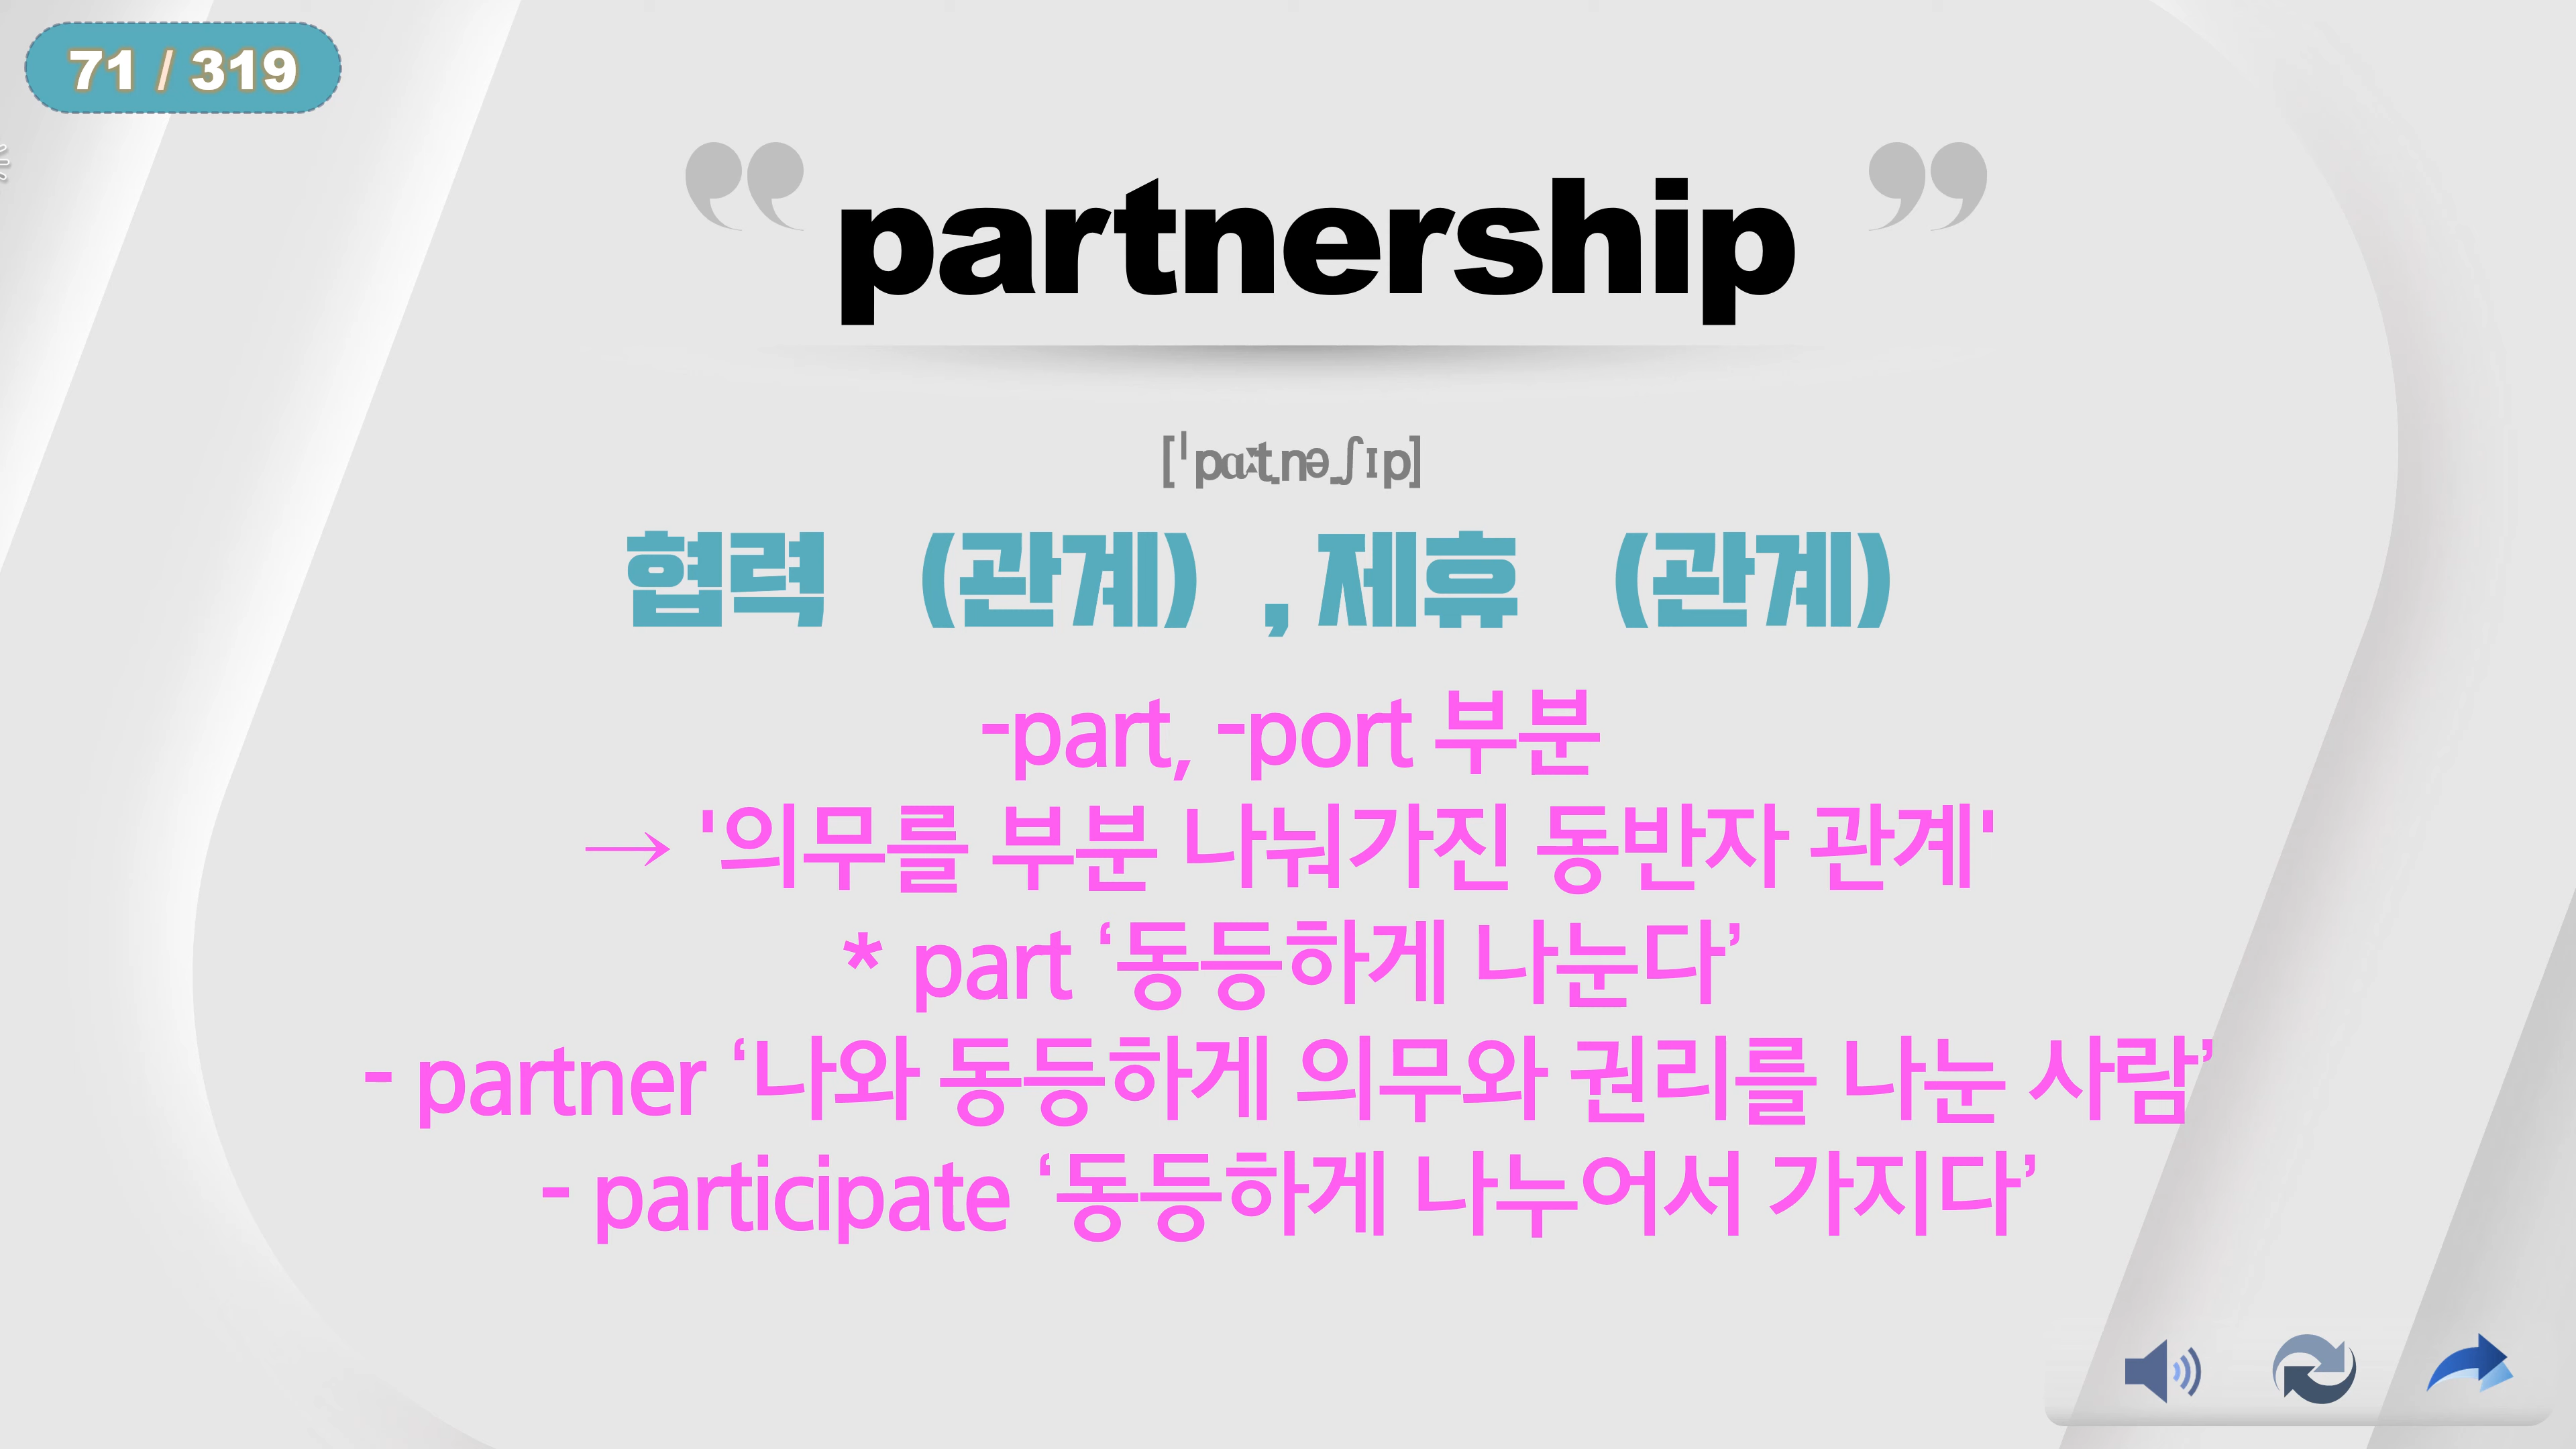 71 / 319
❛❛ partnership ❜❜
[ˈpɑːt.nə.ʃɪp]
협력 (관계) , 제휴 (관계)
-part, -port 부분
→ '의무를 부분 나눠가진 동반자 관계'
* part ‘동등하게 나눈다’
- partner ‘나와 동등하게 의무와 권리를 나눈 사람’
- participate ‘동등하게 나누어서 가지다’